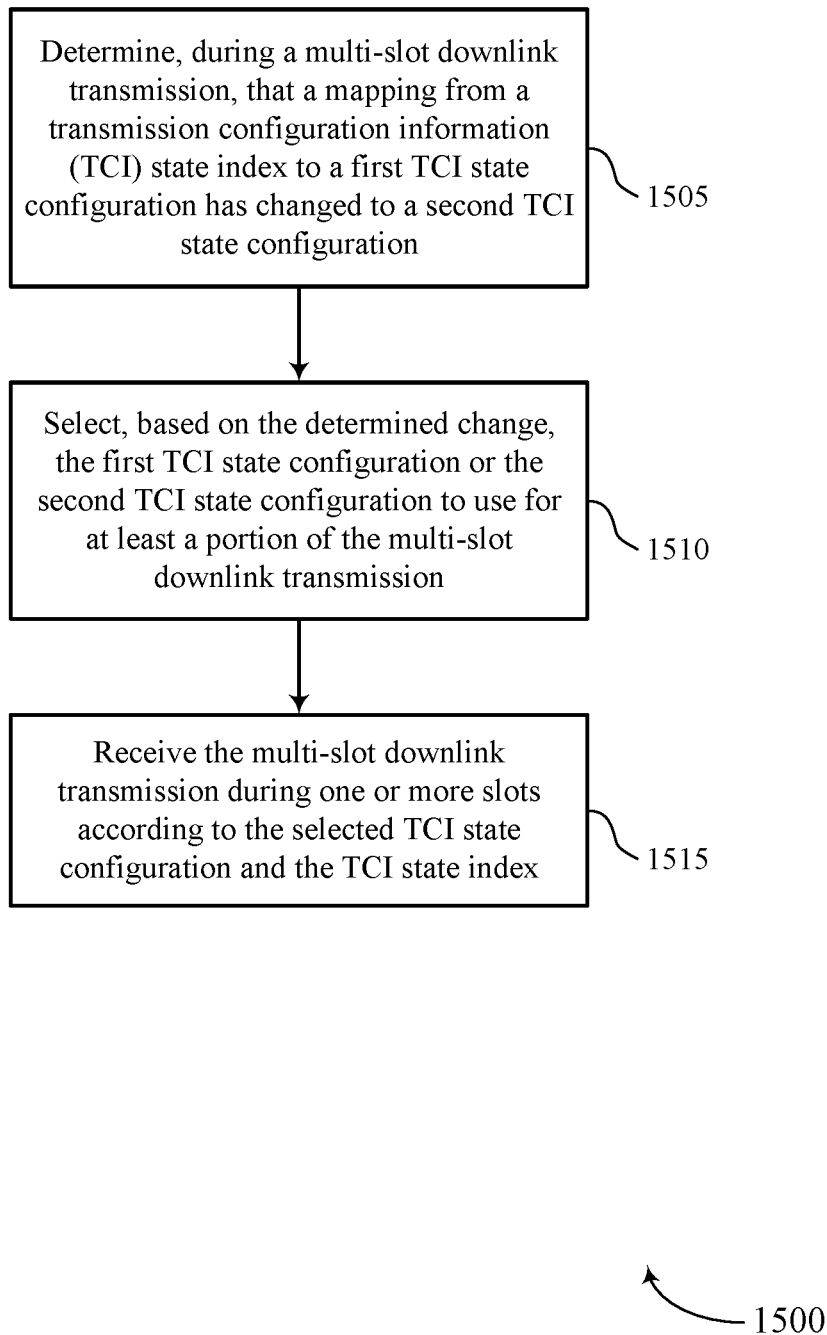 Determine, during a multi-slot downlink
transmission, that a mapping from a
transmission configuration information
(TCI) state index to a first TCI state
configuration has changed to a second TCI
state configuration
1505
Select, based on the determined change,
the first TCI state configuration or the
second TCI state configuration to use for
at least a portion of the multi-slot
downlink transmission
1510
Receive the multi-slot downlink
transmission during one or more slots
according to the selected TCI state
configuration and the TCI state index
1515
1500